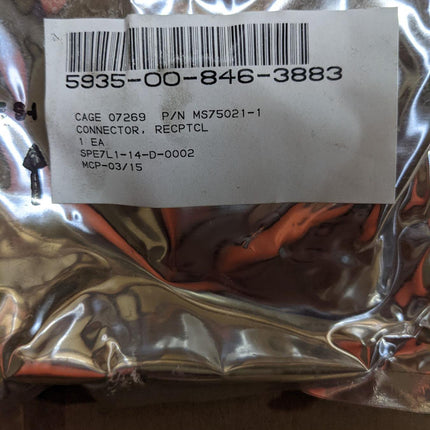 5935-00-846-3883
CAGE 07269 P/N MS75021-1
CONNECTOR, RECPTCL
1 EA
SPE7L1-14-D-0002
MCP-03/15